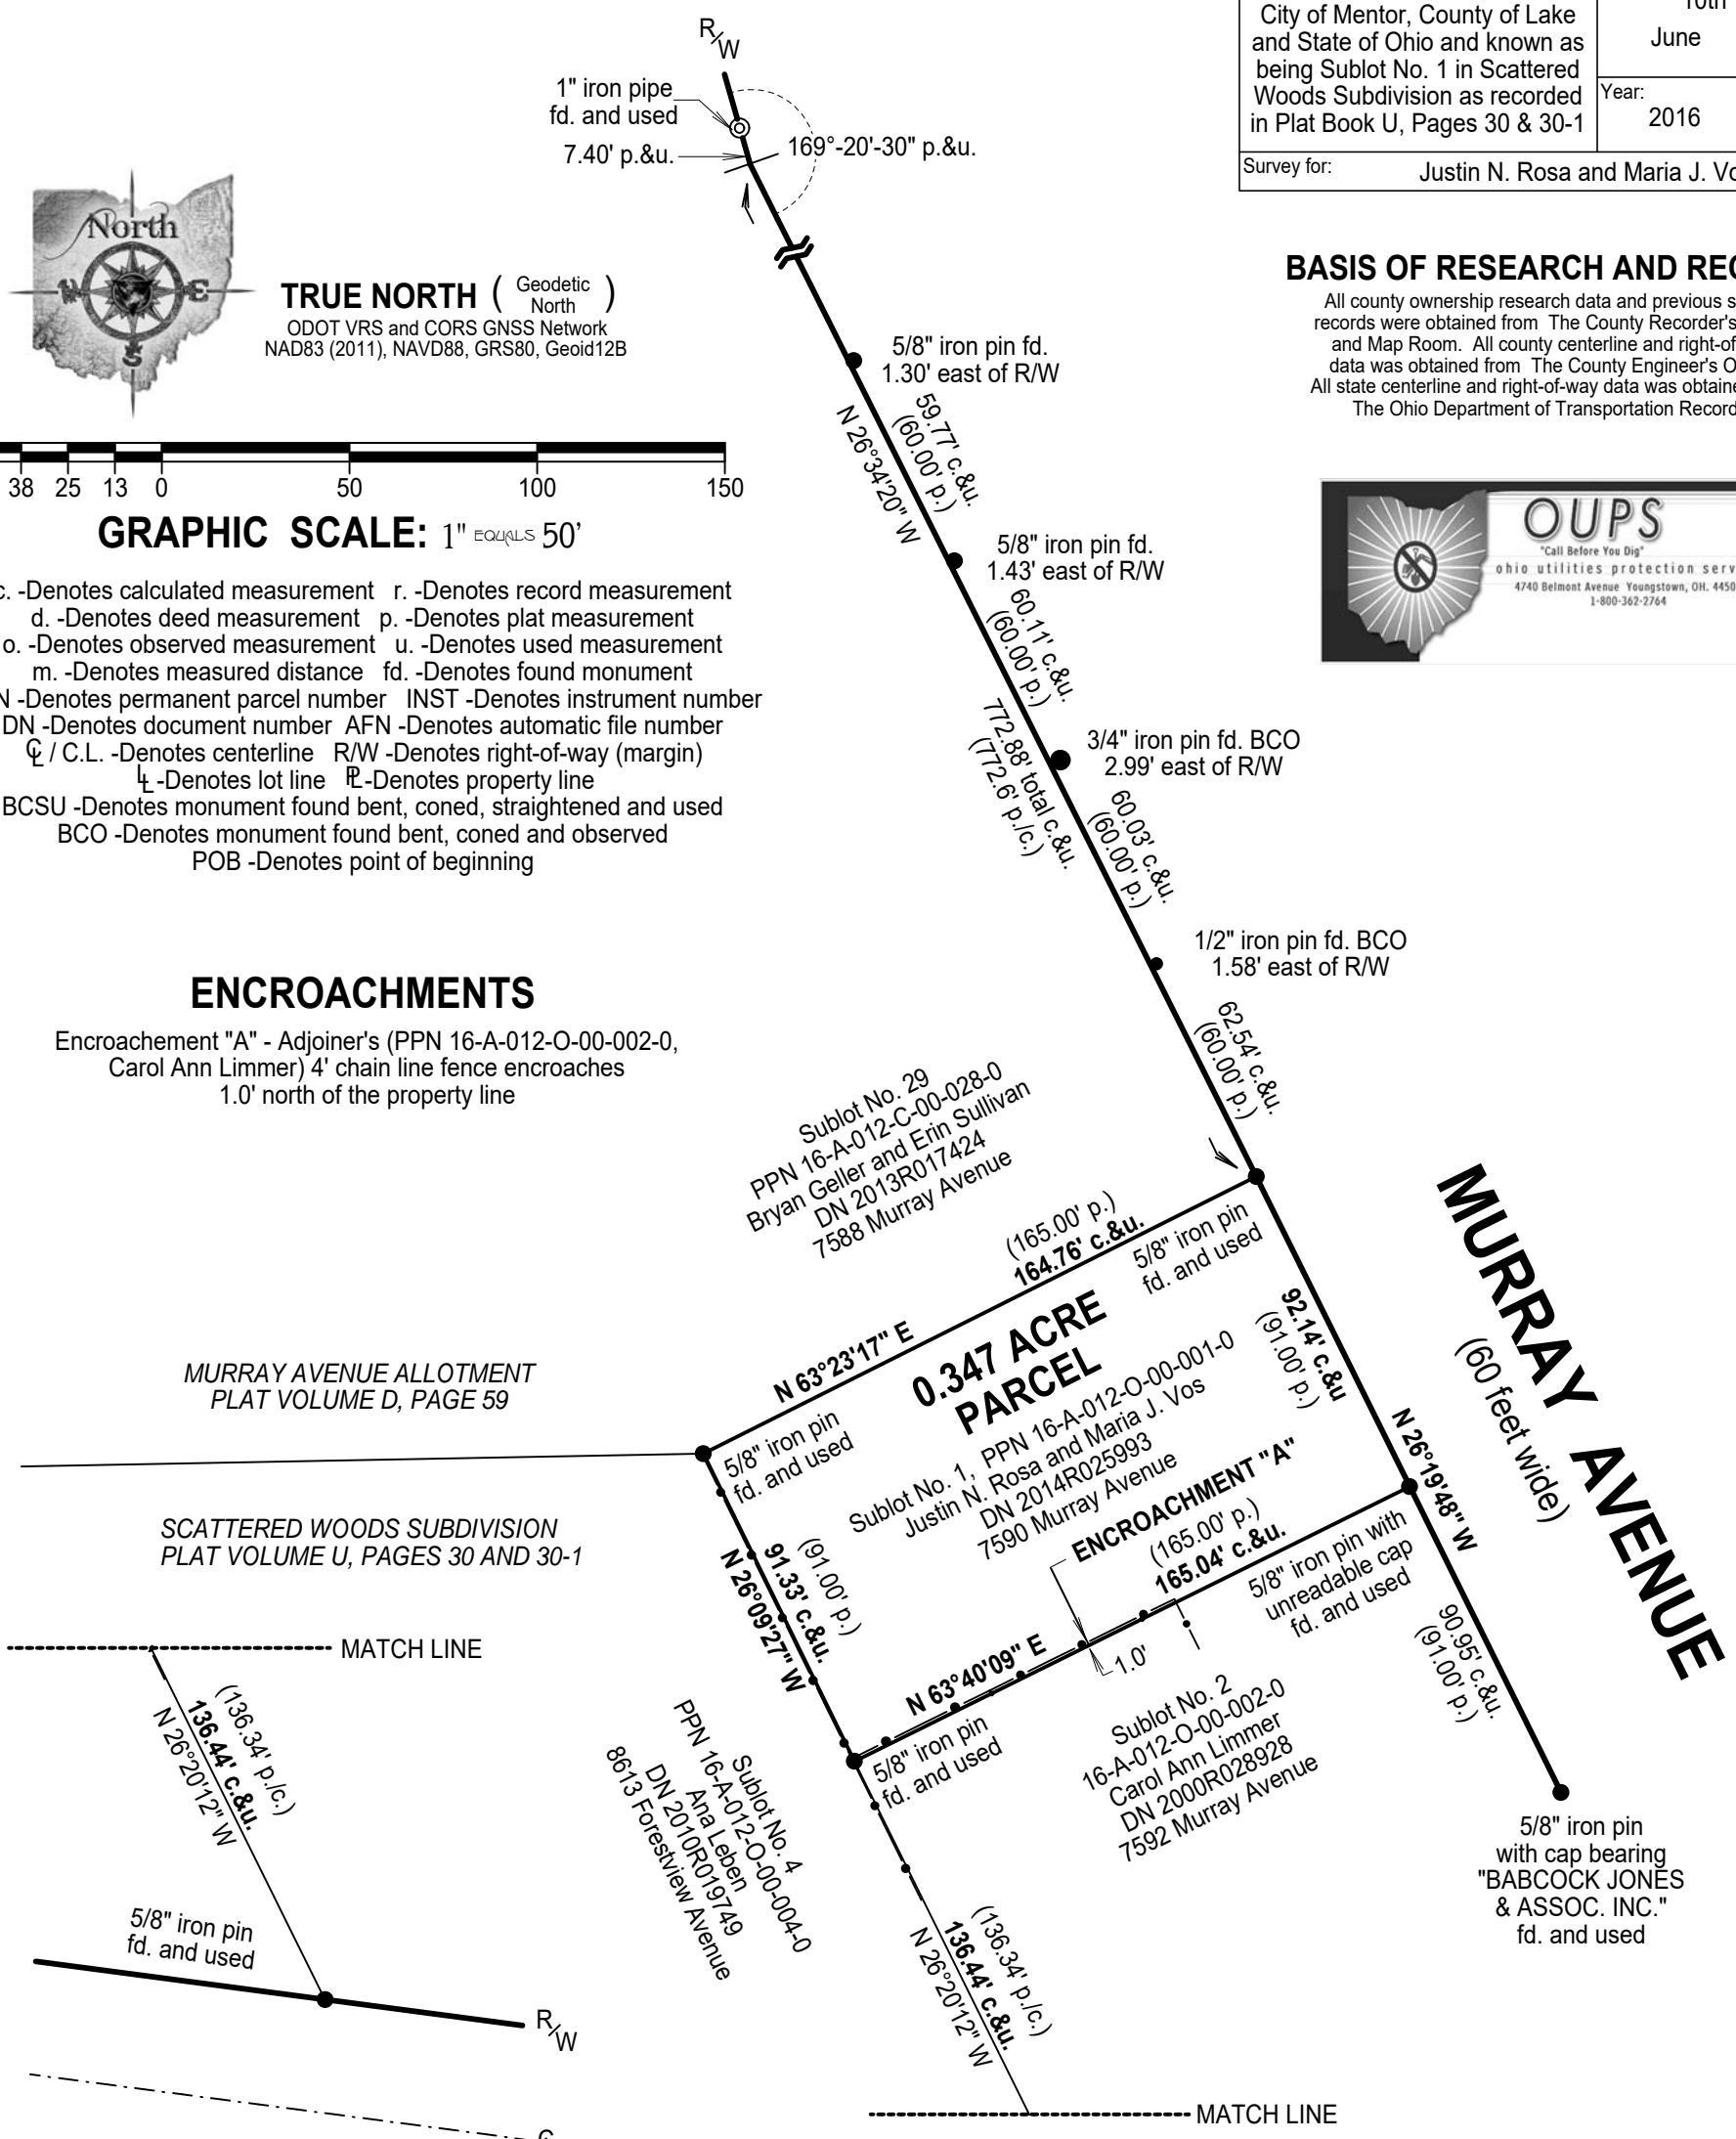 City of Mentor, County of Lake
and State of Ohio and known as
being Sublot No. 1 in Scattered
Woods Subdivision as recorded
in Plat Book U, Pages 30 & 30-1
June
Year:
2016
Survey for: Justin N. Rosa and Maria J.
R/W
1" iron pipe
fd. and used
7.40' p.&u.
169°-20'-30" p.&u.
North
W E
S
TRUE NORTH ( Geodetic North )
ODOT VRS and CORS GNSS Network
NAD83 (2011), NAVD88, GRS80, Geoid12B
38 25 13 0 50 100 150
GRAPHIC SCALE: 1" EQUALS 50'
c. -Denotes calculated measurement r. -Denotes record measurement
d. -Denotes deed measurement p. -Denotes plat measurement
o. -Denotes observed measurement u. -Denotes used measurement
m. -Denotes measured distance fd. -Denotes found monument
N -Denotes permanent parcel number INST -Denotes instrument number
DN -Denotes document number AFN -Denotes automatic file number
℄ / C.L. -Denotes centerline R/W -Denotes right-of-way (margin)
LL -Denotes lot line PL -Denotes property line
BCSU -Denotes monument found bent, coned, straightened and used
BCO -Denotes monument found bent, coned and observed
POB -Denotes point of beginning
BASIS OF RESEARCH AND
All county ownership research data and previous
records were obtained from The County Recorder's
and Map Room. All county centerline and right-of
data was obtained from The County Engineer's
All state centerline and right-of-way data was
The Ohio Department of Transportation
OUPS
"Call Before You Dig"
ohio utilities protection
4740 Belmont Avenue Youngstown, OH.
1-800-362-2764
5/8" iron pin fd.
1.30' east of R/W
59.77' c.&u.
(60.00' p.)
N 26°34'20" W
5/8" iron pin fd.
1.43' east of R/W
60.11' c.&u.
(60.00' p.)
772.88' total c.&u.
(772.6' p./c.)
3/4" iron pin fd. BCO
2.99' east of R/W
60.03' c.&u.
(60.00' p.)
1/2" iron pin fd. BCO
1.58' east of R/W
62.54' c.&u.
(60.00' p.)
ENCROACHMENTS
Encroachement "A" - Adjoiner's (PPN 16-A-012-O-00-002-0,
Carol Ann Limmer) 4' chain line fence encroaches
1.0' north of the property line
Sublot No. 29
PPN 16-A-012-C-00-028-0
Bryan Geller and Erin Sullivan
DN 2013R017424
7588 Murray Avenue
(165.00' p.)
164.76' c.&u.
5/8" iron pin
fd. and used
N 63°23'17" E
0.347 ACRE
PARCEL
Sublot No. 1, PPN 16-A-012-O-00-001-0
Justin N. Rosa and Maria J. Vos
DN 2014R025993
7590 Murray Avenue
92.14' c.&u
(91.00' p.)
MURRAY AVENUE
(60 feet wide)
N 26°19'48" W
MURRAY AVENUE ALLOTMENT
PLAT VOLUME D, PAGE 59
5/8" iron pin
fd. and used
SCATTERED WOODS SUBDIVISION
PLAT VOLUME U, PAGES 30 AND 30-1
(91.00' p.)
91.33' c.&u.
N 26°09'27" W
ENCROACHMENT "A"
(165.00' p.)
165.04' c.&u.
N 63°40'09" E
1.0'
5/8" iron pin with
unreadable cap
fd. and used
90.95' c.&u.
(91.00' p.)
5/8" iron pin
fd. and used
Sublot No. 2
16-A-012-O-00-002-0
Carol Ann Limmer
DN 2000R028928
7592 Murray Avenue
Sublot No. 4
PPN 16-A-012-O-00-004-0
Ana Leben
DN 2010R019749
8613 Forestview Avenue
5/8" iron pin
with cap bearing
"BABCOCK JONES
& ASSOC. INC."
fd. and used
MATCH LINE
(136.34' p./c.)
136.44' c.&u.
N 26°20'12" W
5/8" iron pin
fd. and used
R/W
(136.34' p./c.)
136.44' c.&u.
N 26°20'12" W
MATCH LINE